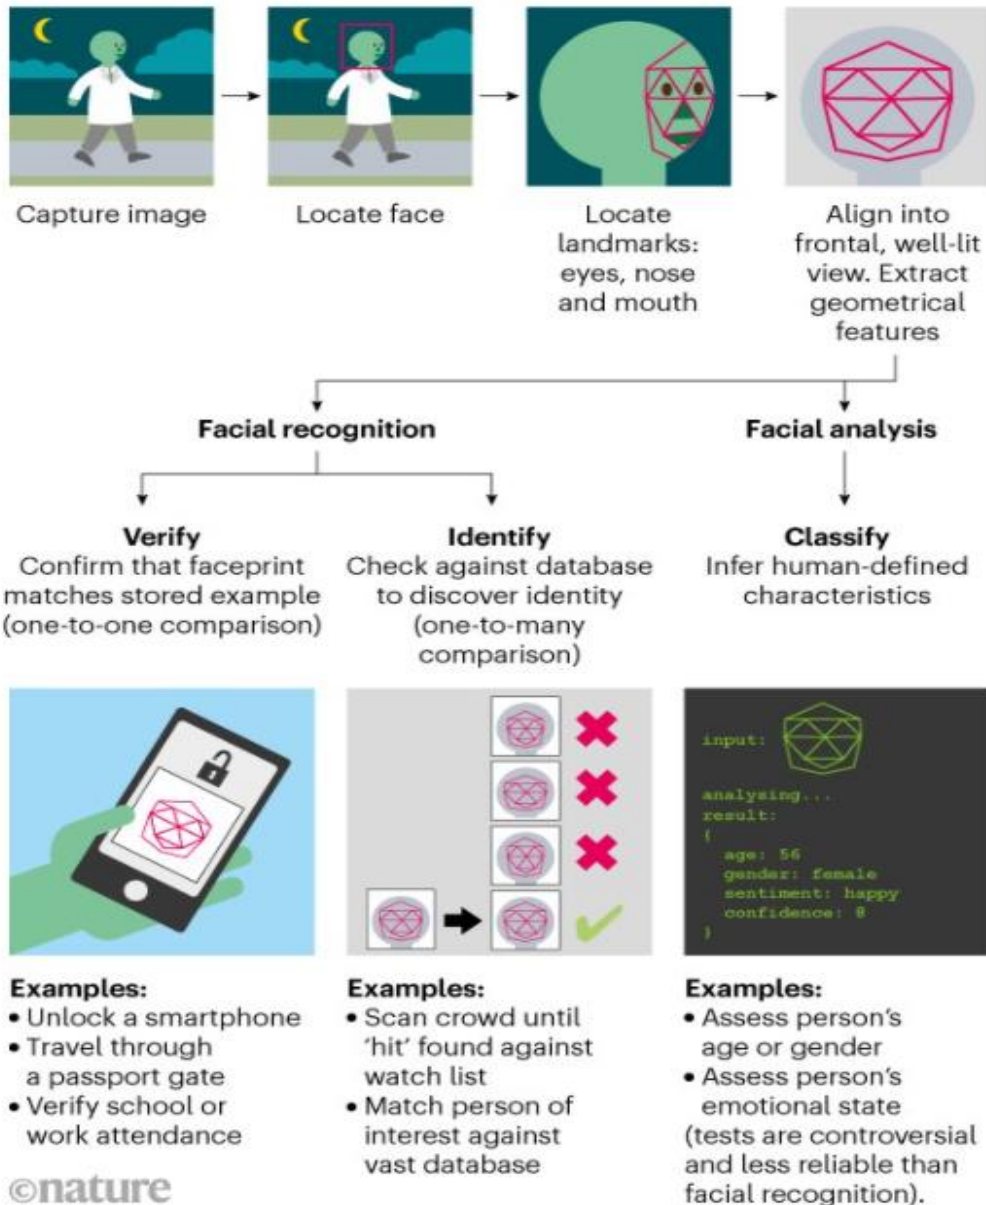 Capture image
Locate face
Locate
landmarks:
eyes, nose
and mouth
Align into
frontal, well-lit
view. Extract
geometrical
features
Facial recognition
Facial analysis
Verify
Confirm that faceprint
matches stored example
(one-to-one comparison)
Identify
Check against database
to discover identity
(one-to-many
comparison)
Classify
Infer human-defined
characteristics
input:
analysing...
result:
{
age: 56
gender: female
sentiment: happy
confidence: 8
}
Examples:
• Unlock a smartphone
• Travel through
a passport gate
• Verify school or
work attendance
Examples:
• Scan crowd until
‘hit’ found against
watch list
• Match person of
interest against
vast database
Examples:
• Assess person’s
age or gender
• Assess person’s
emotional state
(tests are controversial
and less reliable than
facial recognition).
©nature